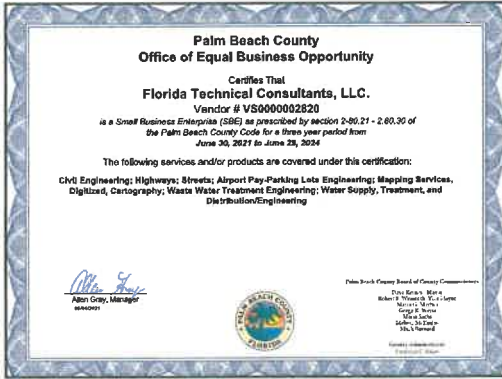 Palm Beach County
Office of Equal Business Opportunity
Certifies That
Florida Technical Consultants, LLC.
Vendor # VS0000002820
is a Small Business Enterprise (SBE) as prescribed by section 2-80.21 - 2.80.30 of
the Palm Beach County Code for a three year period from
June 30, 2021 to June 29, 2024
The following services and/or products are covered under this certification:
Civil Engineering; Highways; Streets; Airport Pay-Parking Lots Engineering; Mapping Services,
Digitized, Cartography; Waste Water Treatment Engineering; Water Supply, Treatment, and
Distribution/Engineering
Allen Gray, Manager
Palm Beach County Board of County Commissioners
PALM BEACH COUNTY
FLORIDA